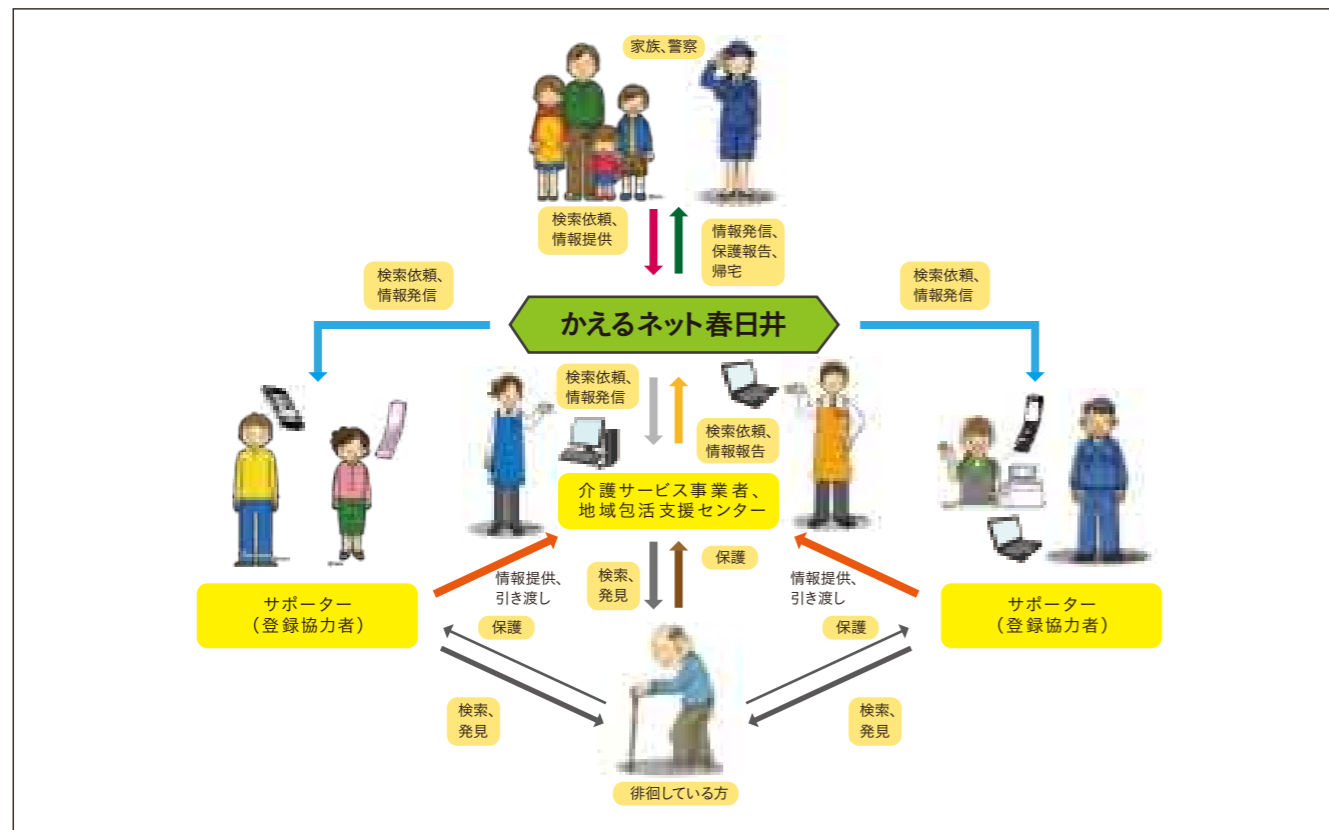 家族、警察
検索依頼、
情報提供
情報発信、
保護報告、
帰宅
検索依頼、
情報発信
検索依頼、
情報発信
かえるネット春日井
検索依頼、
情報発信
検索依頼、
情報報告
介護サービス事業者、
地域包活支援センター
保護
検索、
発見
情報提供、
引き渡し
情報提供、
引き渡し
サポーター
（登録協力者）
サポーター
（登録協力者）
保護
保護
検索、
発見
検索、
発見
徘徊している方